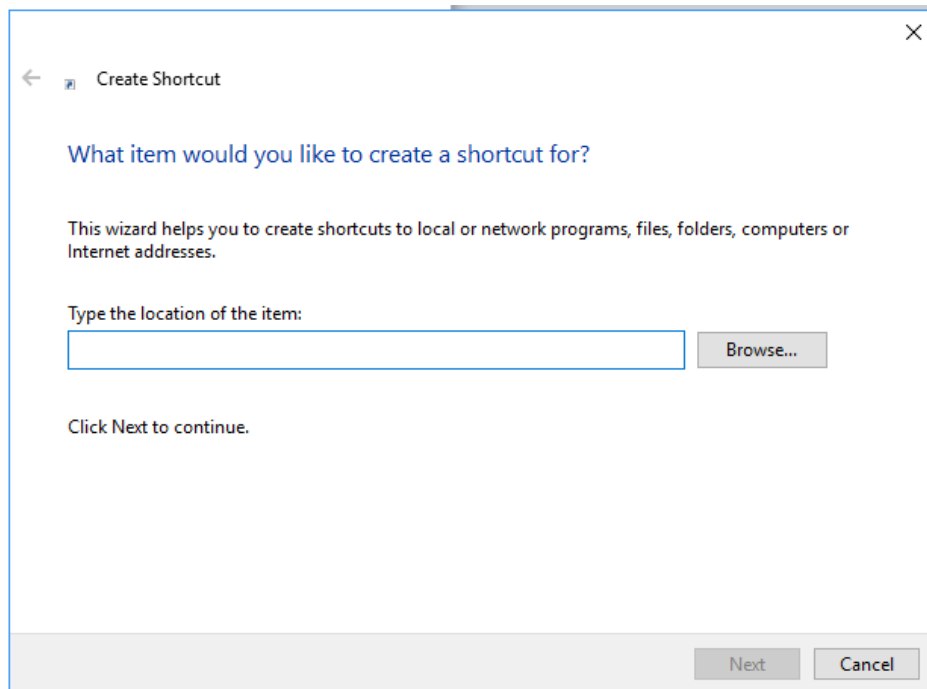 Create Shortcut
What item would you like to create a shortcut for?
This wizard helps you to create shortcuts to local or network programs, files, folders, computers or
Internet addresses.
Type the location of the item:
Browse...
Click Next to continue.
Next
Cancel